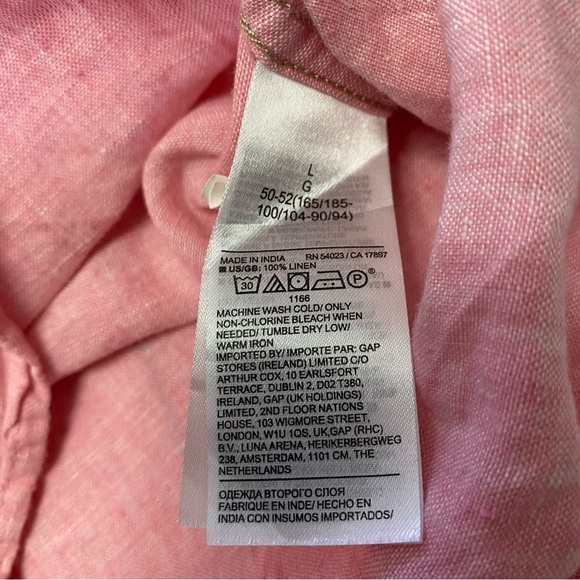 L
G
50-52(165/185-
100/104-90/94)
MADE IN INDIA RN 54023 / CA 17897
US/GB: 100% LINEN
30 P ®
1166
MACHINE WASH COLD/ ONLY
NON-CHLORINE BLEACH WHEN
NEEDED/ TUMBLE DRY LOW/
WARM IRON
IMPORTED BY/ IMPORTE PAR: GAP
STORES (IRELAND) LIMITED C/O
ARTHUR COX, 10 EARLSFORT
TERRACE, DUBLIN 2, D02 T380,
IRELAND, GAP (UK HOLDINGS)
LIMITED, 2ND FLOOR NATIONS
HOUSE, 103 WIGMORE STREET,
LONDON, W1U 1QS, UK,GAP (RHC)
B.V., LUNA ARENA, HERIKERBERGWEG
238, AMSTERDAM, 1101 CM, THE
NETHERLANDS
ОДЕЖДА ВТОРОГО СЛОЯ
FABRIQUE EN INDE/ HECHO EN
INDIA CON INSUMOS IMPORTADOS/